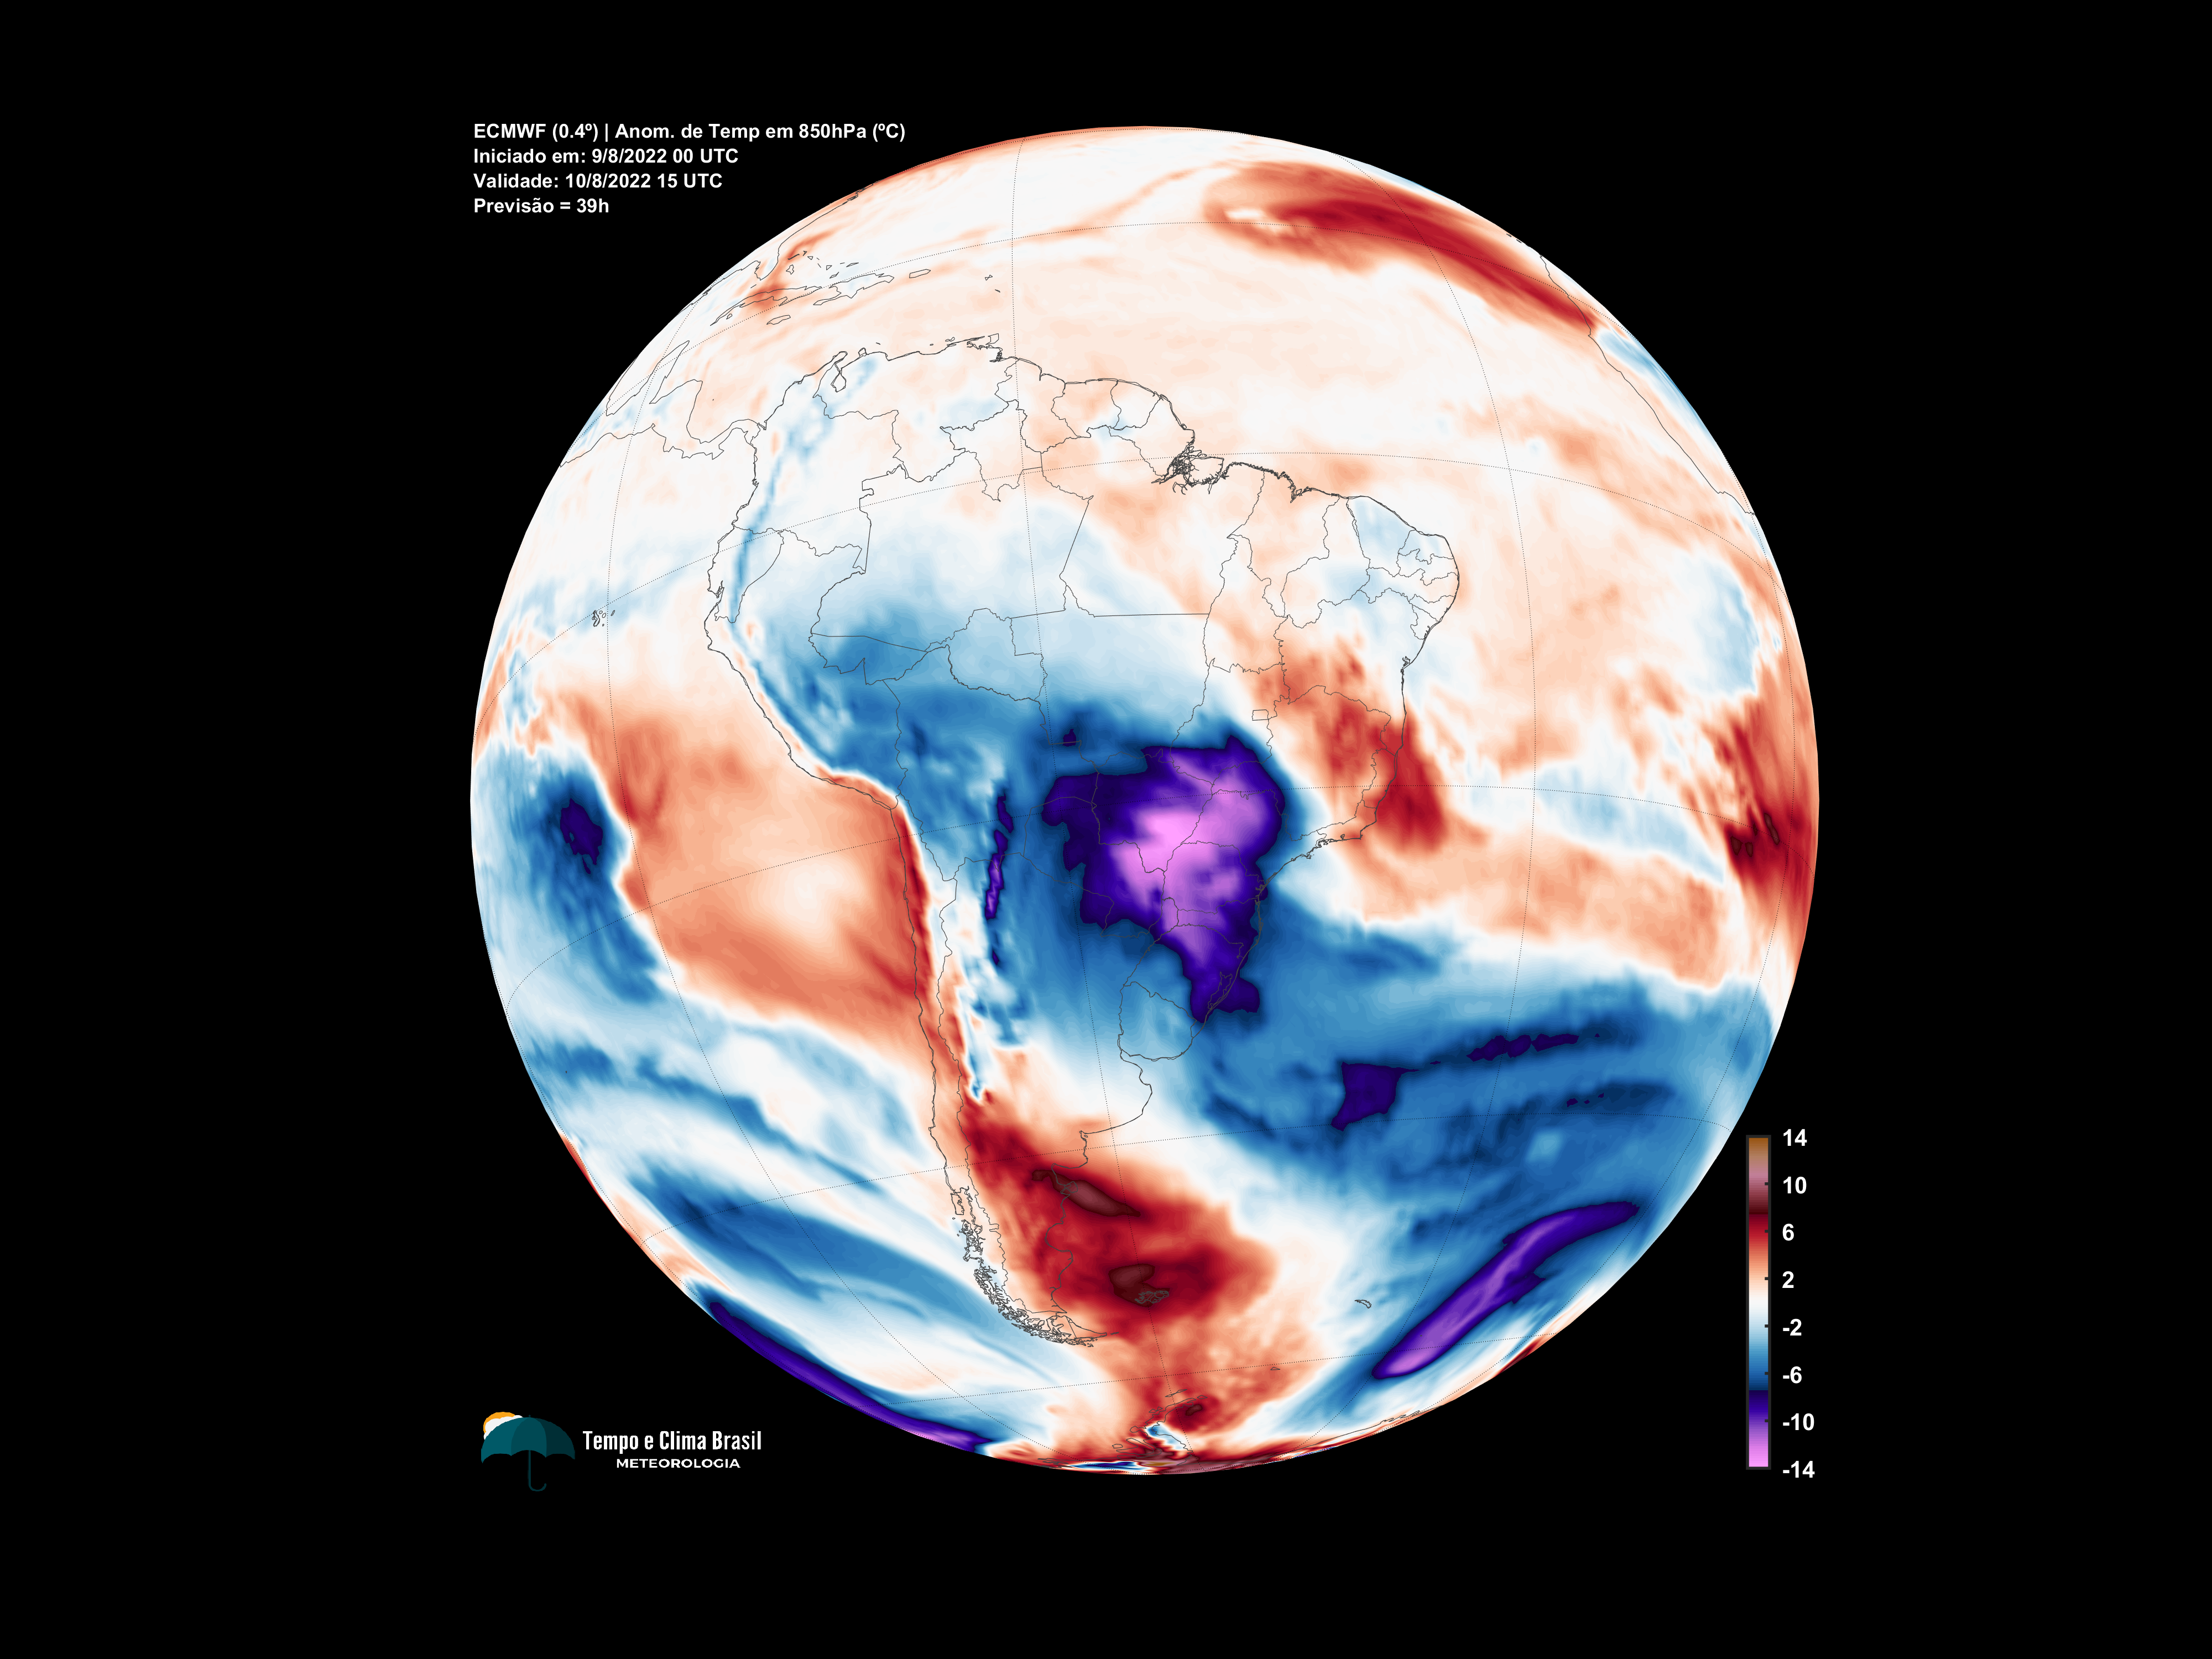 ECMWF (0.4º) | Anom. de Temp em 850hPa (ºC)
Iniciado em: 9/8/2022 00 UTC
Validade: 10/8/2022 15 UTC
Previsão = 39h
14
10
6
2
-2
-6
-10
-14
Tempo e Clima Brasil
METEOROLOGIA